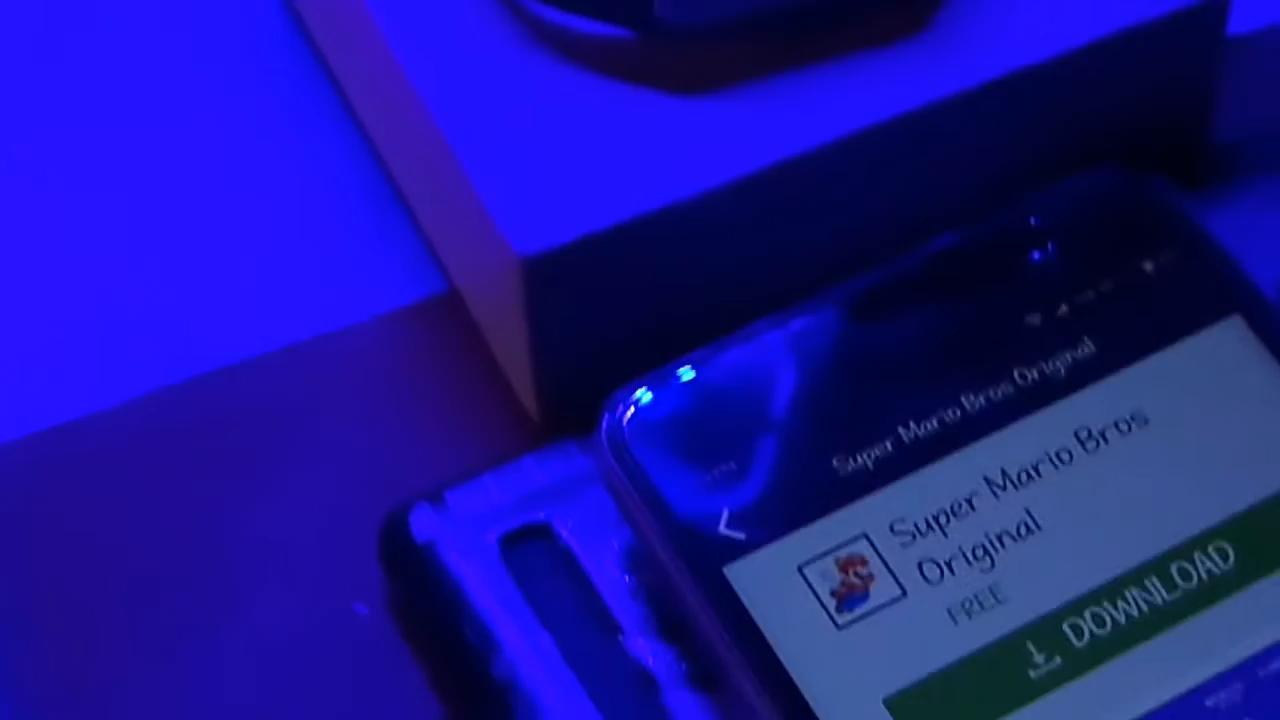 Super Mario Bros Original
Super Mario Bros
Original
FREE
DOWNLOAD